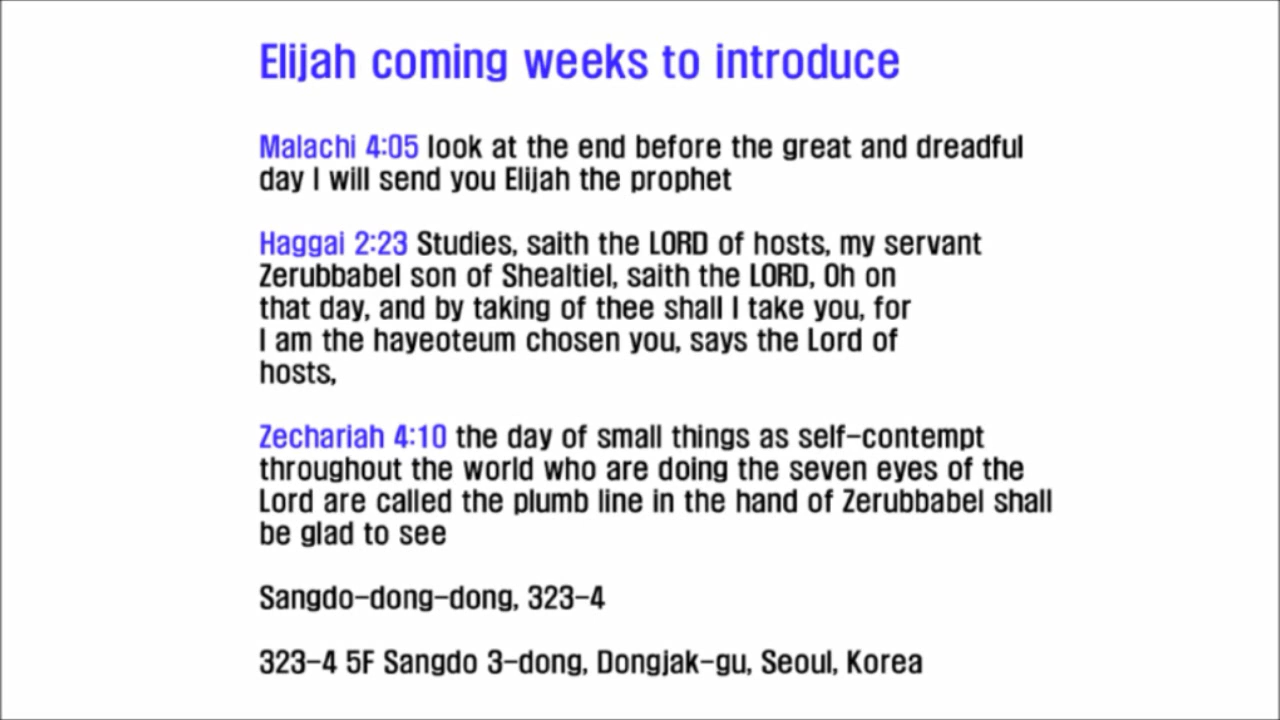 Elijah coming weeks to introduce
Malachi 4:05 look at the end before the great and dreadful
day I will send you Elijah the prophet
Haggai 2:23 Studies, saith the LORD of hosts, my servant
Zerubbabel son of Shealtiel, saith the LORD, Oh on
that day, and by taking of thee shall I take you, for
I am the hayeoteum chosen you, says the Lord of
hosts,
Zechariah 4:10 the day of small things as self-contempt
throughout the world who are doing the seven eyes of the
Lord are called the plumb line in the hand of Zerubbabel shall
be glad to see
Sangdo-dong-dong, 323-4
323-4 5F Sangdo 3-dong, Dongjak-gu, Seoul, Korea